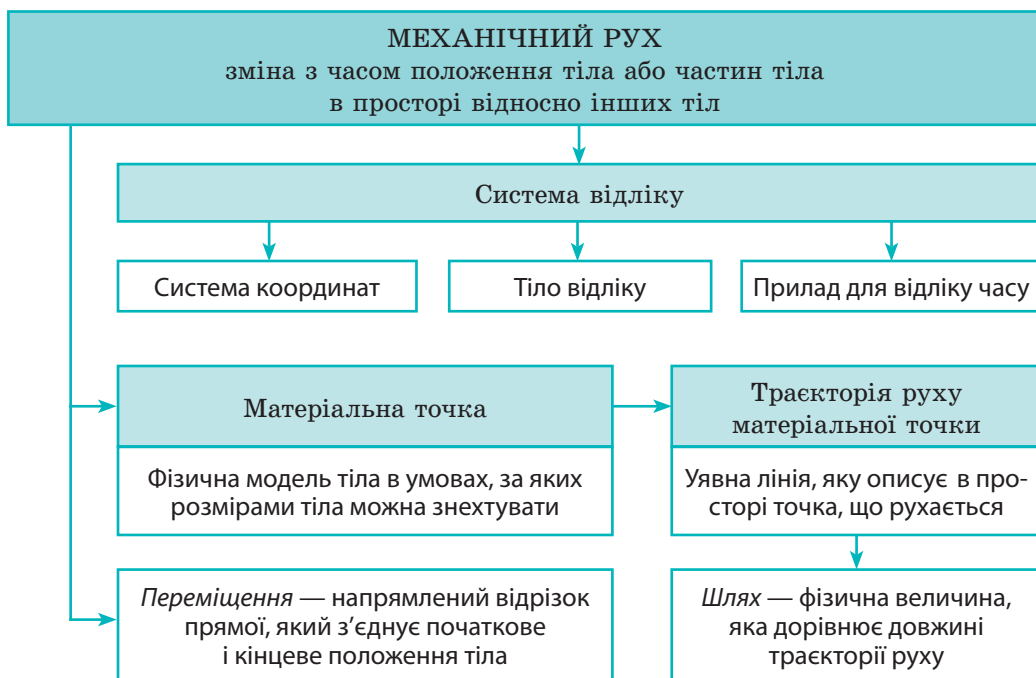 МЕХАНІЧНИЙ РУХ
зміна з часом положення тіла або частин тіла
в просторі відносно інших тіл
Система відліку
Система координат
Тіло відліку
Прилад для відліку часу
Матеріальна точка
Фізична модель тіла в умовах, за яких
розмірами тіла можна знехтувати
Траєкторія руху
матеріальної точки
Уявна лінія, яку описує в про-
сторі точка, що рухається
Переміщення — напрямлений відрізок
прямої, який з’єднує початкове
і кінцеве положення тіла
Шлях — фізична величина,
яка дорівнює довжині
траєкторії руху